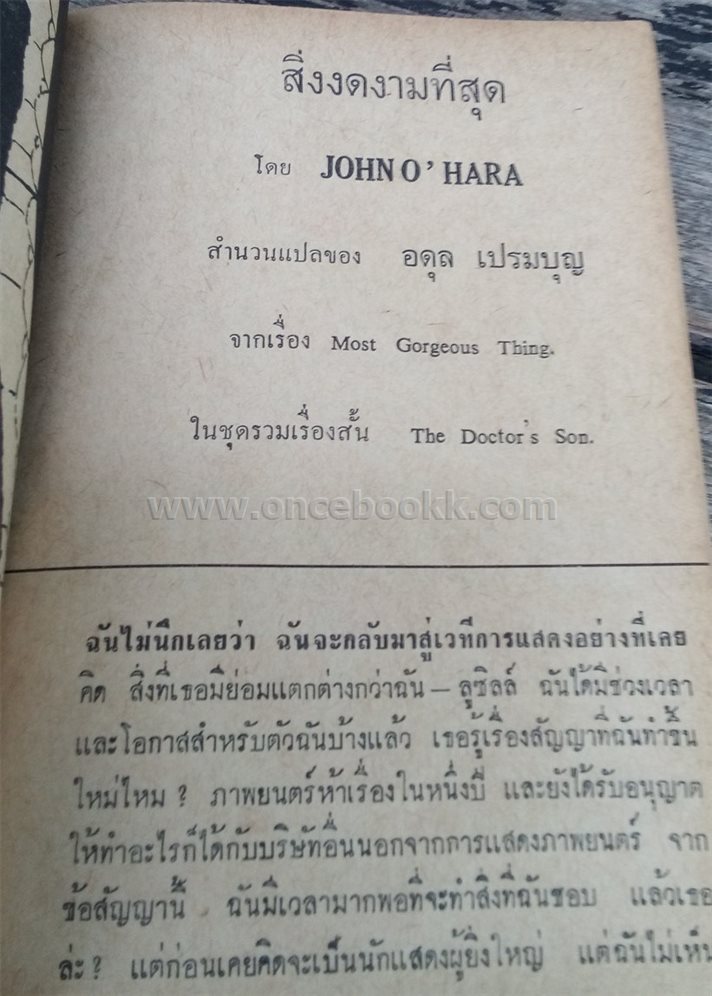 สิ่งงดงามที่สุด
โดย JOHN O'HARA
สำนวนแปลของ อดุล เปรมบุญ
จากเรื่อง Most Gorgeous Thing.
ในชุดรวมเรื่องสั้น The Doctor's Son.
www.oncebookk.com
ฉันไม่นึกเลยว่า ฉันจะกลับมาสู่เวทีการแสดงอย่างที่เคย
คิด สิ่งที่เธอมีย่อมแตกต่างกว่าฉัน – ลูซิลล์ ฉันได้มีช่วงเวลา
และโอกาสสำหรับตัวฉันบ้างแล้ว เธอรู้เรื่องสัญญาที่ฉันทำขึ้น
ใหม่ไหม? ภาพยนตร์ห้าเรื่องในหนึ่งปี และยังได้รับอนุญาต
ให้ทำอะไรก็ได้กับบริษัทอื่นนอกจากการแสดงภาพยนตร์ จาก
ข้อสัญญานี้ ฉันมีเวลามากพอที่จะทำสิ่งที่ฉันชอบ แล้วเธอ
ล่ะ? แต่ก่อนเคยคิดจะเป็นนักแสดงผู้ยิ่งใหญ่ แต่ฉันไม่เห็น